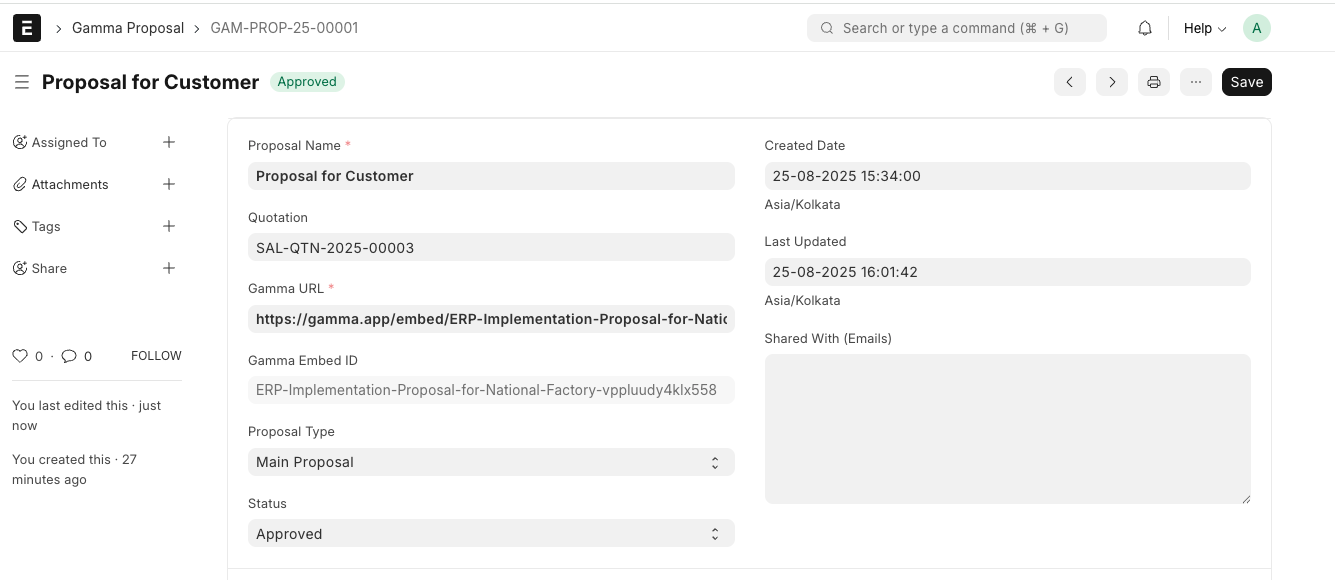 E
Gamma Proposal
GAM-PROP-25-00001
Search or type a command (⌘ + G)
Help
A
Proposal for Customer
Approved
Save
Assigned To
Attachments
Tags
Share
0 · 0
FOLLOW
You last edited this · just
now
You created this · 27
minutes ago
Proposal Name *
Proposal for Customer
Quotation
SAL-QTN-2025-00003
Gamma URL *
https://gamma.app/embed/ERP-Implementation-Proposal-for-Natic
Gamma Embed ID
ERP-Implementation-Proposal-for-National-Factory-vppluudy4klx558
Proposal Type
Main Proposal
Status
Approved
Created Date
25-08-2025 15:34:00
Asia/Kolkata
Last Updated
25-08-2025 16:01:42
Asia/Kolkata
Shared With (Emails)